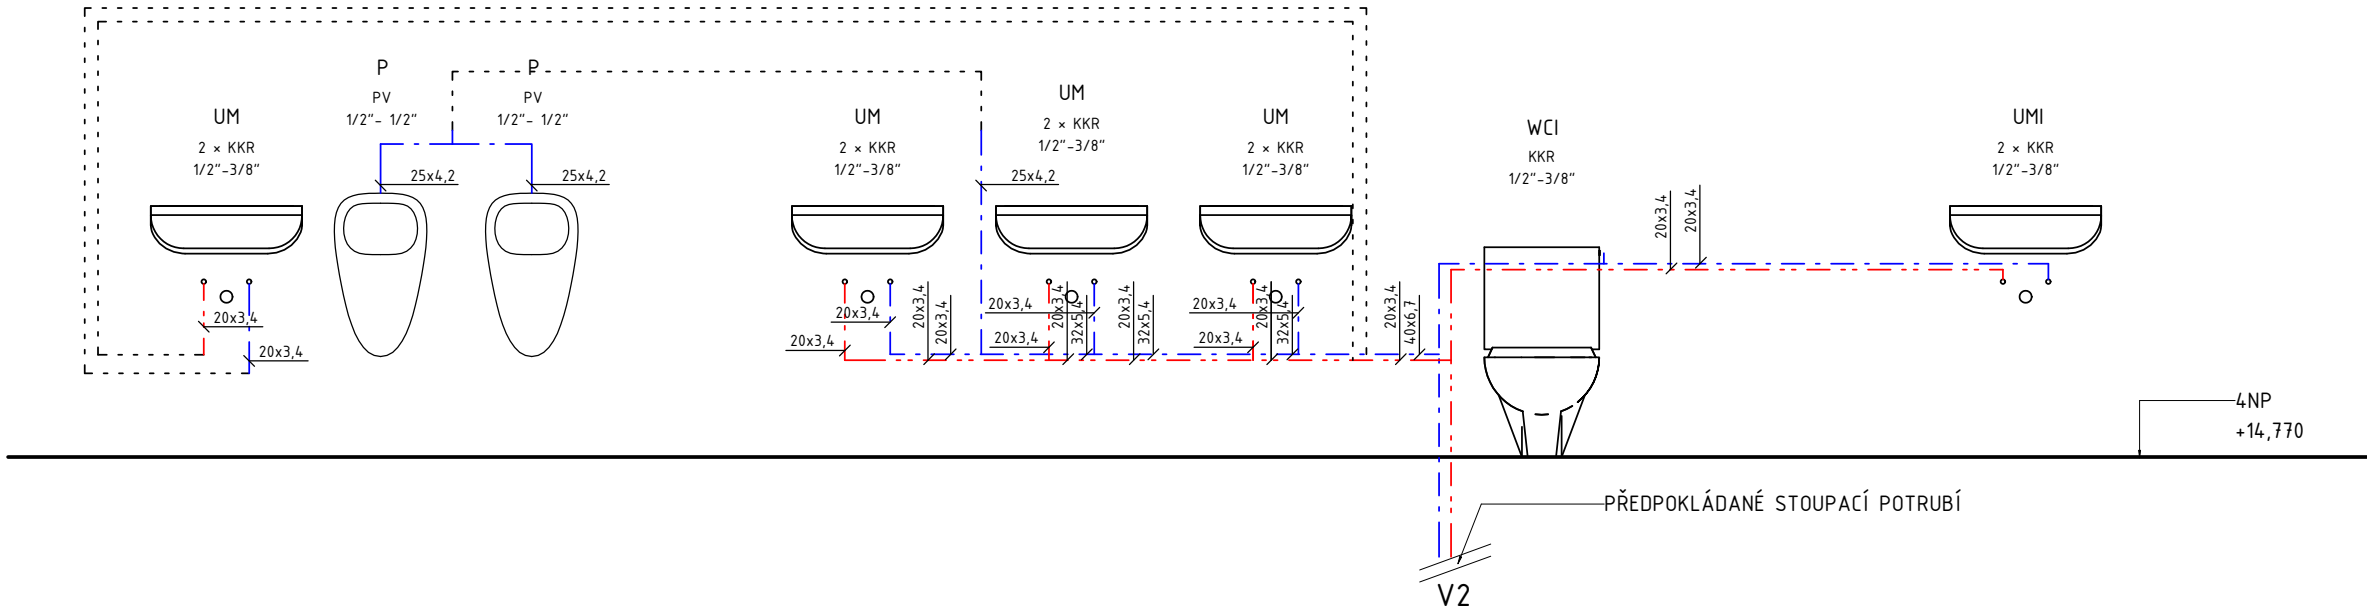 P
PV
1/2"- 1/2"
P
PV
1/2"- 1/2"
UM
2 × KKR
1/2"-3/8"
UM
2 × KKR
1/2"-3/8"
UM
2 × KKR
1/2"-3/8"
UM
2 × KKR
1/2"-3/8"
WCI
KKR
1/2"-3/8"
UMI
2 × KKR
1/2"-3/8"
25x4,2
25x4,2
25x4,2
20x3,4
20x3,4
20x3,4
20x3,4
20x3,4
20x3,4
20x3,4
20x3,4
20x3,4
32x5,4
20x3,4
32x5,4
20x3,4
20x3,4
20x3,4
32x5,4
20x3,4
40x6,7
20x3,4
20x3,4
4NP
+14,770
PŘEDPOKLÁDANÉ STOUPACÍ POTRUBÍ
V2